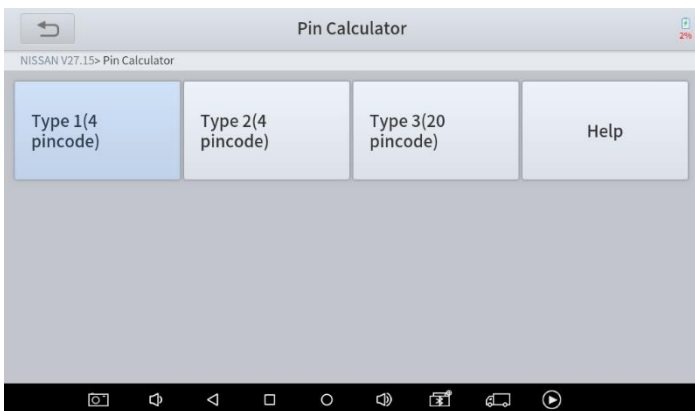 Pin Calculator
2%
NISSAN V27.15> Pin Calculator
Type 1(4
pincode)
Type 2(4
pincode)
Type 3(20
pincode)
Help